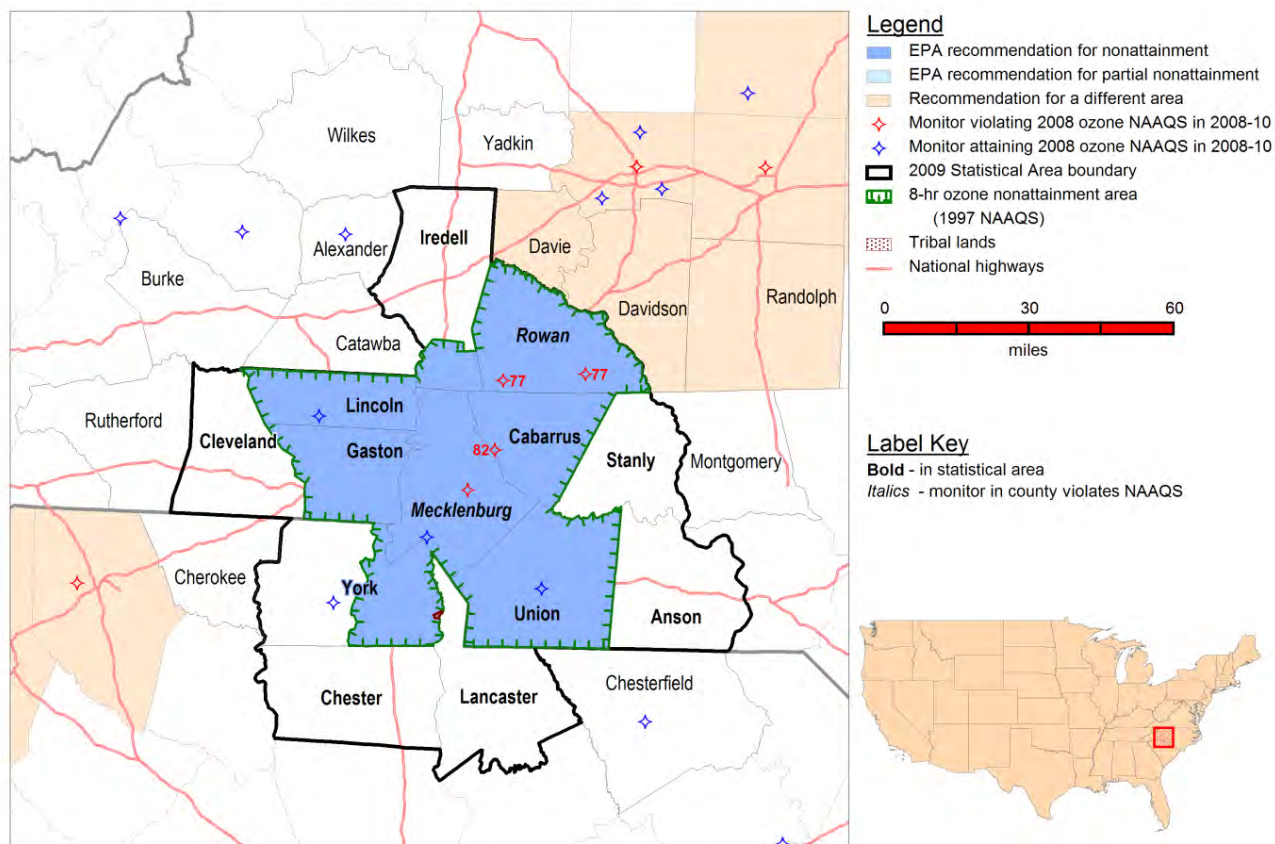 Wilkes
Yadkin
Alexander
Iredell
Davie
Burke
Davidson
Randolph
Rowan
Catawba
77
77
Lincoln
Rutherford
Cleveland
Gaston
Cabarrus
82
Stanly
Montgomery
Mecklenburg
Cherokee
York
Union
Anson
Chester
Lancaster
Chesterfield
Legend
EPA recommendation for nonattainment
EPA recommendation for partial nonattainment
Recommendation for a different area
Monitor violating 2008 ozone NAAQS in 2008-10
Monitor attaining 2008 ozone NAAQS in 2008-10
2009 Statistical Area boundary
8-hr ozone nonattainment area
(1997 NAAQS)
Tribal lands
National highways
0 30 60
miles
Label Key
Bold - in statistical area
Italics - monitor in county violates NAAQS